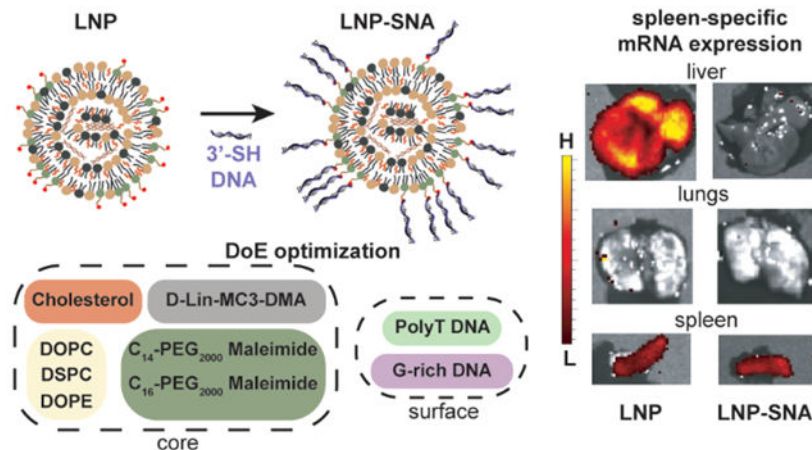 LNP
LNP-SNA
3'-SH
DNA
DoE optimization
Cholesterol
D-Lin-MC3-DMA
DOPC
DSPC
DOPE
C₁₄-PEG₂₀₀₀ Maleimide
C₁₆-PEG₂₀₀₀ Maleimide
core
PolyT DNA
G-rich DNA
surface
spleen-specific
mRNA expression
liver
H
lungs
spleen
L
LNP
LNP-SNA